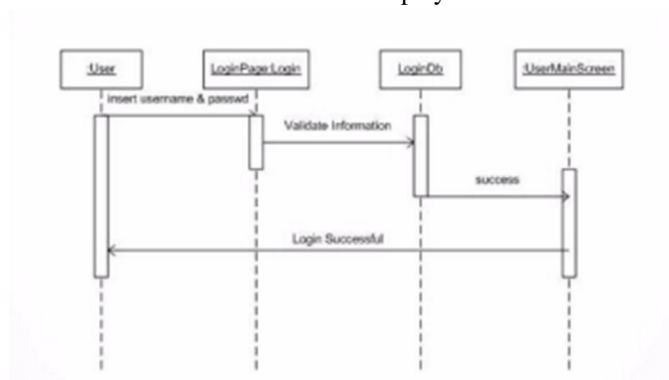 :User
LoginPage:Login
LoginDb
:UserMainScreen
insert username & passwd
Validate Information
success
Login Successful